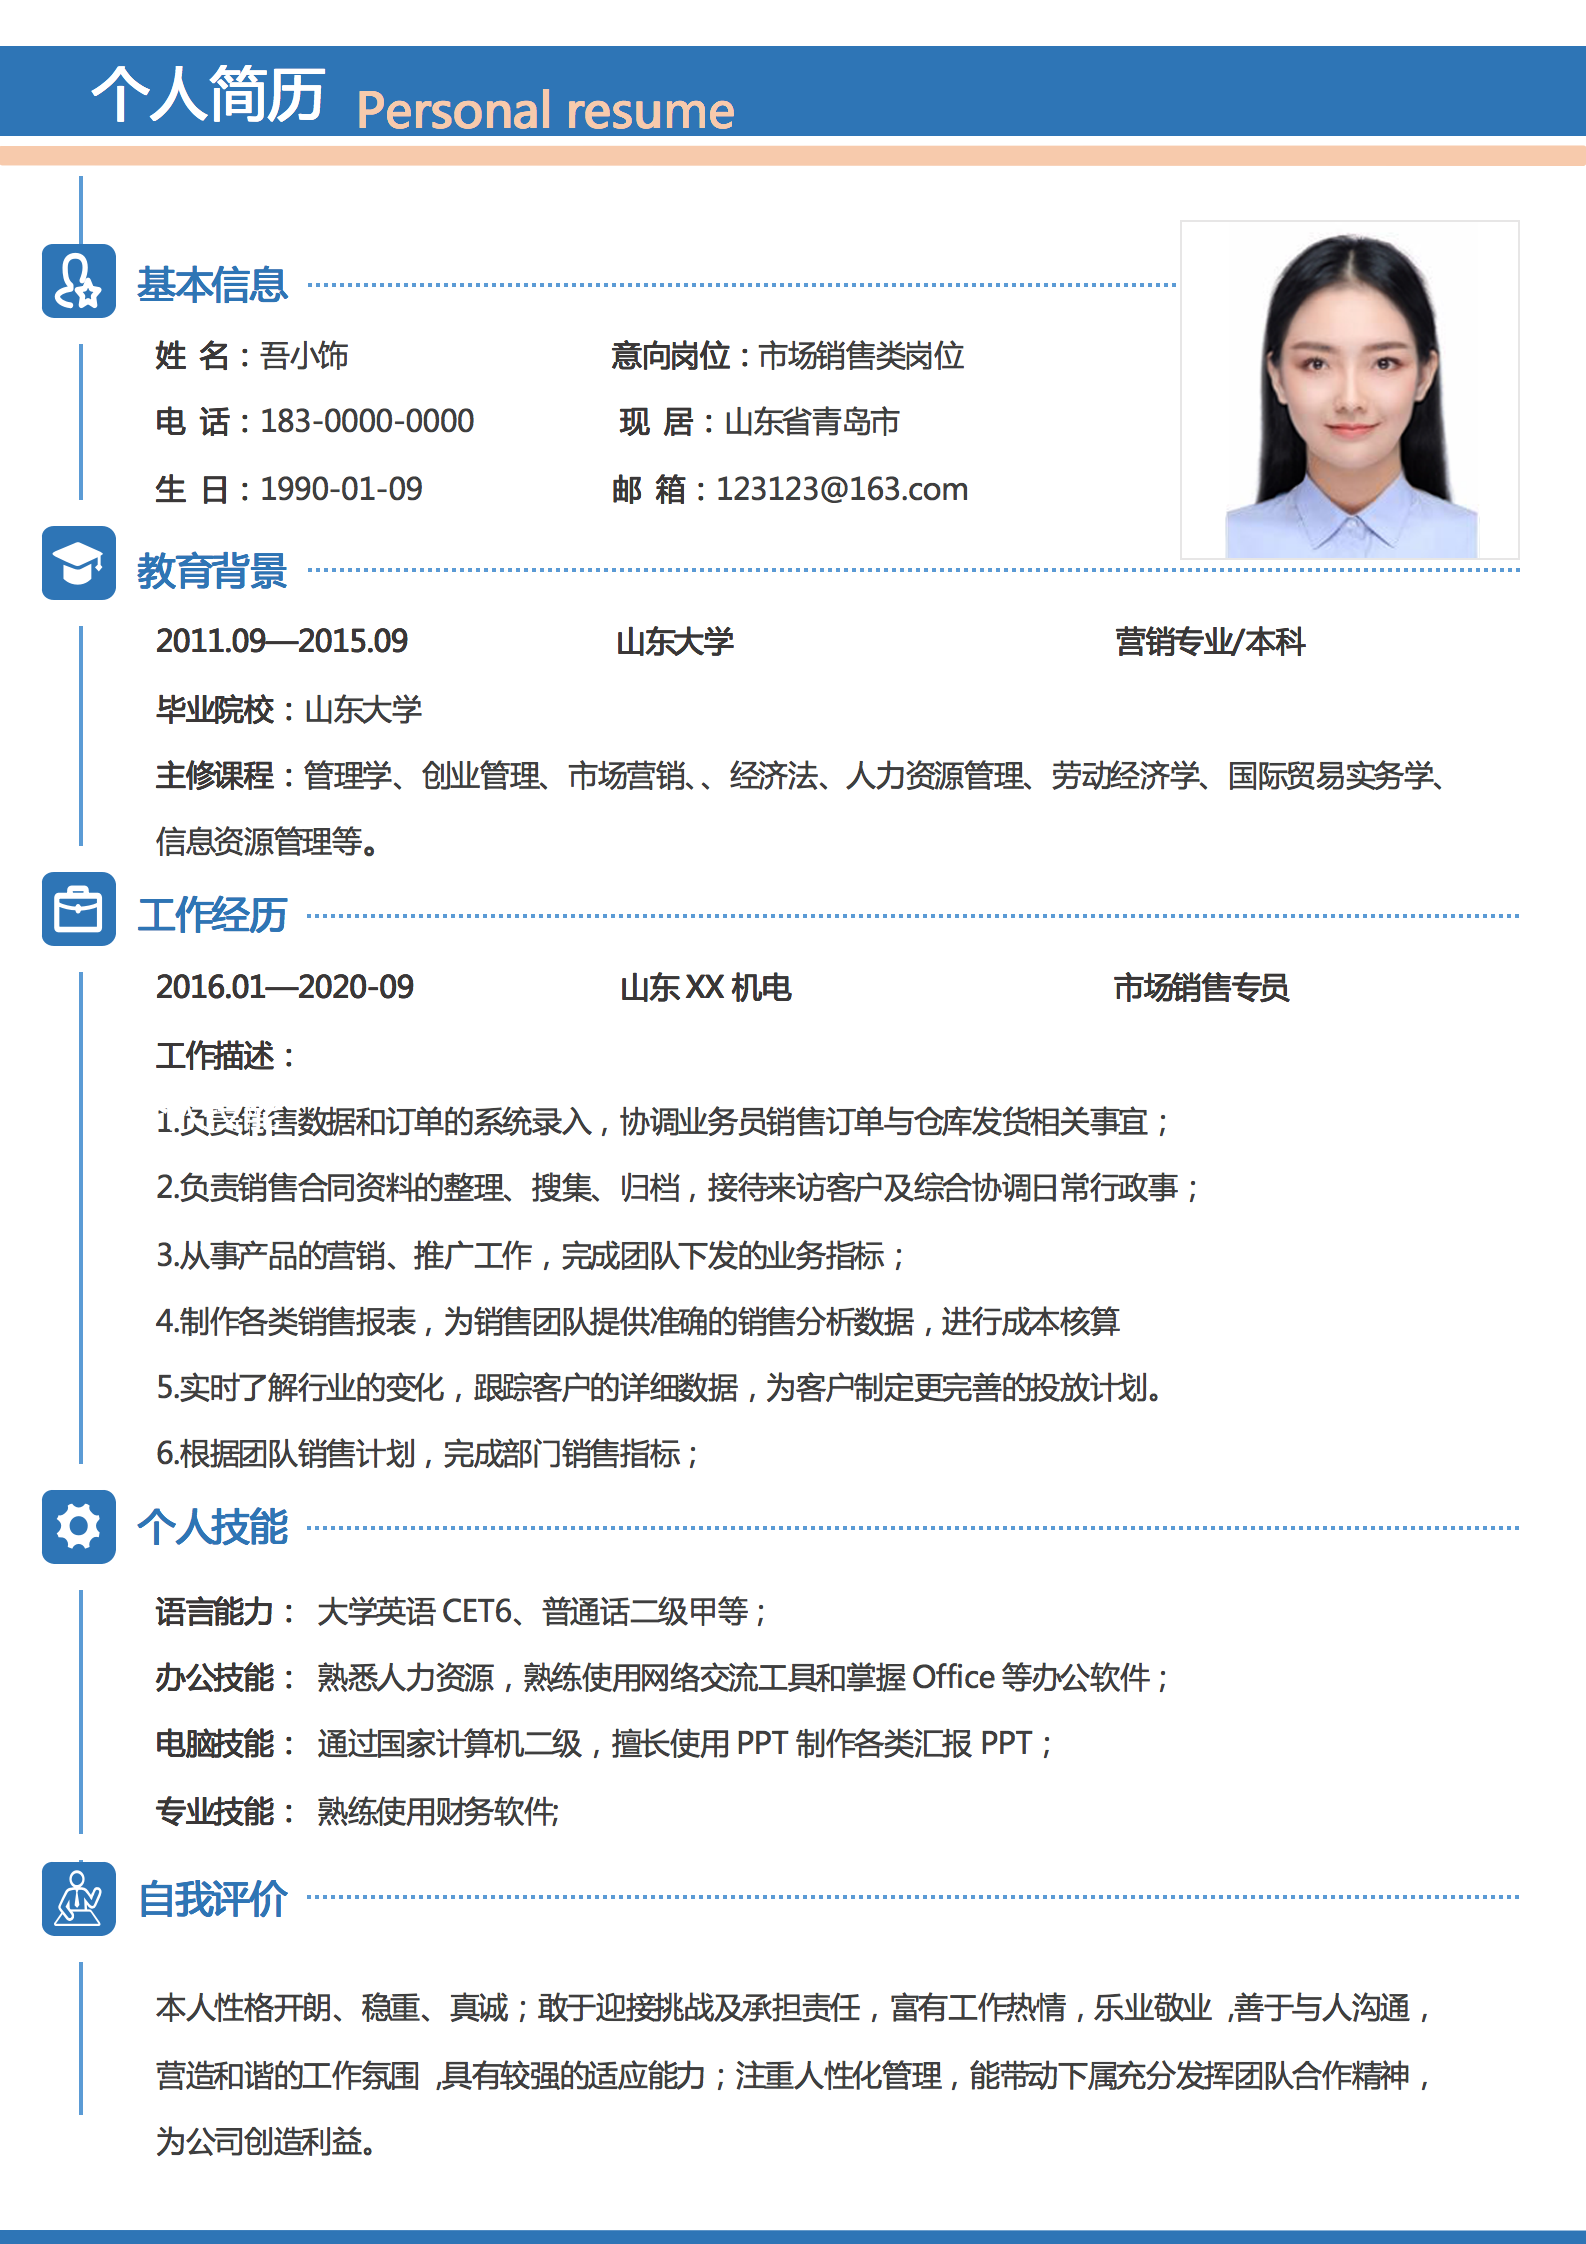 个人简历 Personal resume
基本信息
姓 名：吾小饰 意向岗位：市场销售类岗位
电 话：183-0000-0000 现 居：山东省青岛市
生 日：1990-01-09 邮 箱：123123@163.com
教育背景
2011.09—2015.09 山东大学 营销专业/本科
毕业院校：山东大学
主修课程：管理学、创业管理、市场营销、、经济法、人力资源管理、劳动经济学、国际贸易实务学、
信息资源管理等。
工作经历
2016.01—2020-09 山东 XX 机电 市场销售专员
工作描述：
1.负责销售数据和订单的系统录入，协调业务员销售订单与仓库发货相关事宜；
2.负责销售合同资料的整理、搜集、归档，接待来访客户及综合协调日常行政事；
3.从事产品的营销、推广工作，完成团队下发的业务指标；
4.制作各类销售报表，为销售团队提供准确的销售分析数据，进行成本核算
5.实时了解行业的变化，跟踪客户的详细数据，为客户制定更完善的投放计划。
6.根据团队销售计划，完成部门销售指标；
个人技能
语言能力： 大学英语 CET6、普通话二级甲等；
办公技能： 熟悉人力资源，熟练使用网络交流工具和掌握 Office 等办公软件；
电脑技能： 通过国家计算机二级，擅长使用 PPT 制作各类汇报 PPT；
专业技能： 熟练使用财务软件;
自我评价
本人性格开朗、稳重、真诚；敢于迎接挑战及承担责任，富有工作热情，乐业敬业 ,善于与人沟通，
营造和谐的工作氛围 ,具有较强的适应能力；注重人性化管理，能带动下属充分发挥团队合作精神，
为公司创造利益。